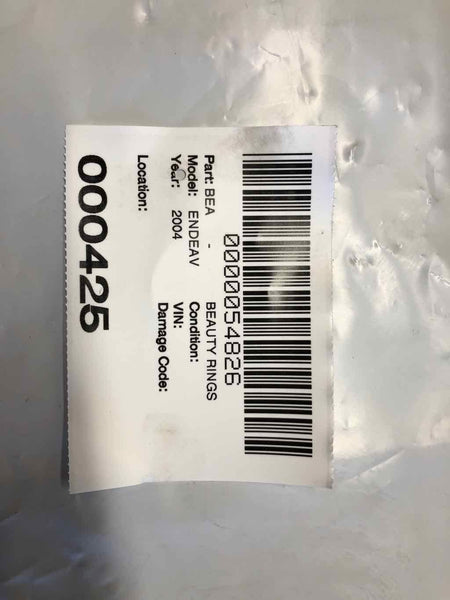 0000054826
Part: BEA - BEAUTY RINGS
Model: ENDEAV Condition:
Year: 2004 VIN:
Damage Code:
Location:
000425